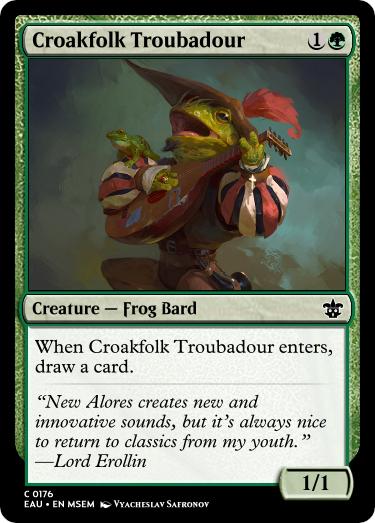 Croakfolk Troubadour 1
Creature — Frog Bard
When Croakfolk Troubadour enters,
draw a card.
“New Alores creates new and
innovative sounds, but it’s always nice
to return to classics from my youth.”
—Lord Erollin
1/1
C 0176
EAU • EN MSEM Vyacheslav Safronov